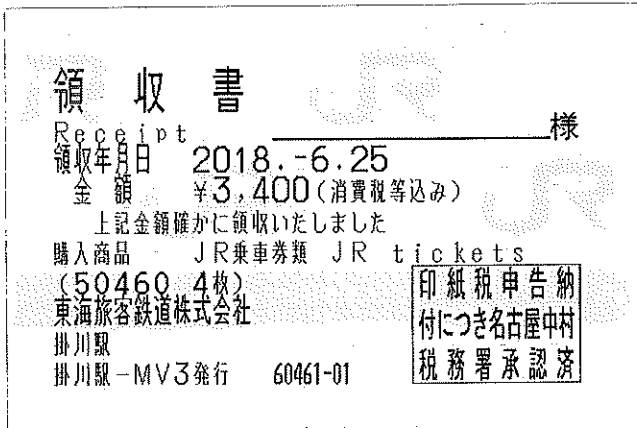 領収書
Receipt 様
領収年月日 2018.-6.25
金額 ¥3,400(消費税等込み)
上記金額確かに領収いたしました
購入商品 JR乗車券類 JR tickets
(50460 4枚)
東海旅客鉄道株式会社
掛川駅
掛川駅-MV3発行 60461-01
印紙税申告納
付につき名古屋中村
税務署承認済